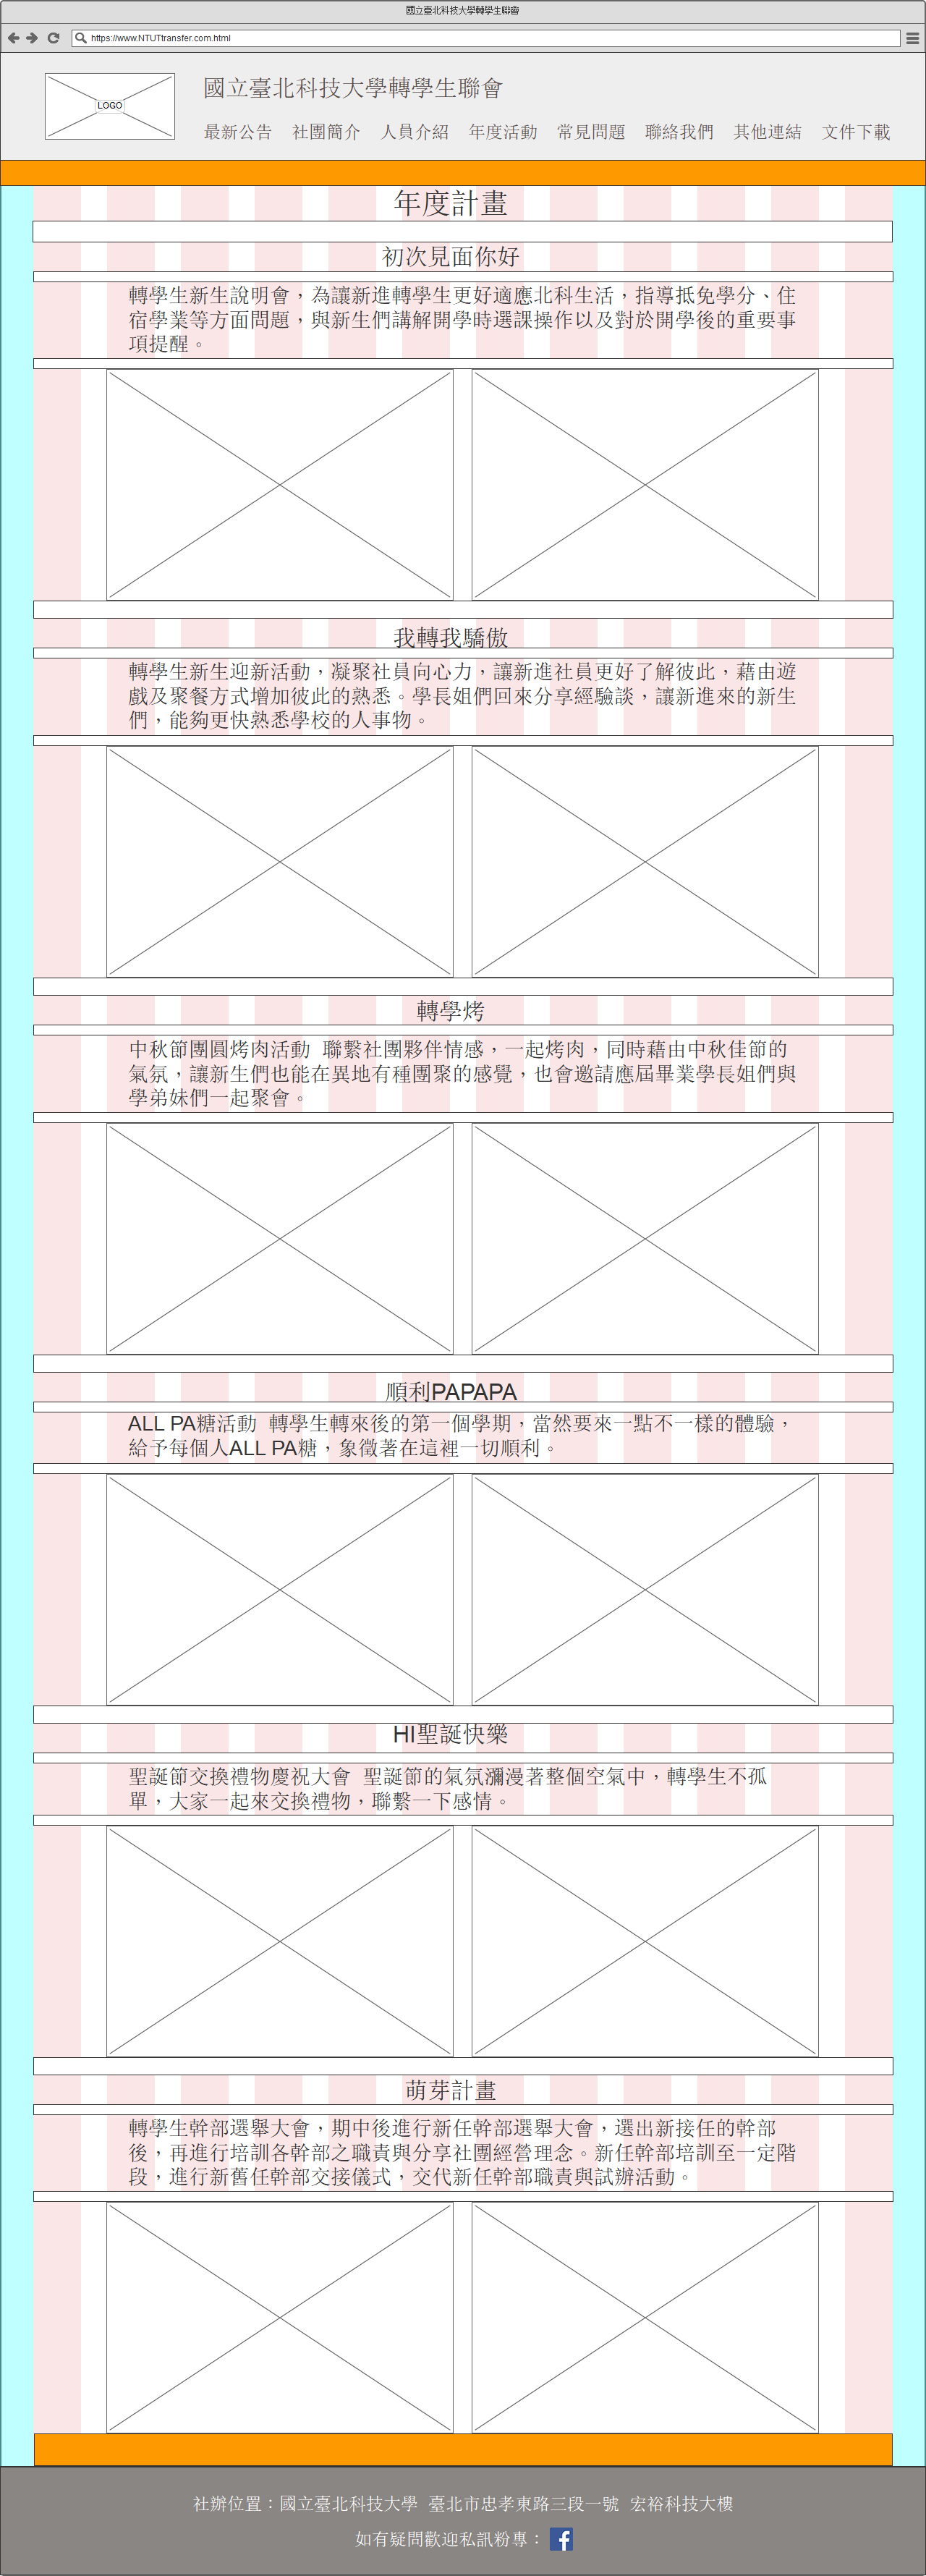 國立臺北科技大學轉學生聯會
https://www.NTUTtransfer.com.html
LOGO
國立臺北科技大學轉學生聯會
最新公告 社團簡介 人員介紹 年度活動 常見問題 聯絡我們 其他連結 文件下載
年度計畫
初次見面你好
轉學生新生說明會，為讓新進轉學生更好適應北科生活，指導抵免學分、住
宿學業等方面問題，與新生們講解開學時選課操作以及對於開學後的重要事
項提醒。
我轉我驕傲
轉學生新生迎新活動，凝聚社員向心力，讓新進社員更好了解彼此，藉由遊
戲及聚餐方式增加彼此的熟悉。學長姐們回來分享經驗談，讓新進來的新生
們，能夠更快熟悉學校的人事物。
轉學烤
中秋節團圓烤肉活動 聯繫社團夥伴情感，一起烤肉，同時藉由中秋佳節的
氣氛，讓新生們也能在異地有種團聚的感覺，也會邀請應屆畢業學長姐們與
學弟妹們一起聚會。
順利PAPAPA
ALL PA糖活動 轉學生轉來後的第一個學期，當然要來一點不一樣的體驗，
給予每個人ALL PA糖，象徵著在這裡一切順利。
HI聖誕快樂
聖誕節交換禮物慶祝大會 聖誕節的氣氛瀰漫著整個空氣中，轉學生不孤
單，大家一起來交換禮物，聯繫一下感情。
萌芽計畫
轉學生幹部選舉大會，期中後進行新任幹部選舉大會，選出新接任的幹部
後，再進行培訓各幹部之職責與分享社團經營理念。新任幹部培訓至一定階
段，進行新舊任幹部交接儀式，交代新任幹部職責與試辦活動。
社辦位置：國立臺北科技大學 臺北市忠孝東路三段一號 宏裕科技大樓
如有疑問歡迎私訊粉專：